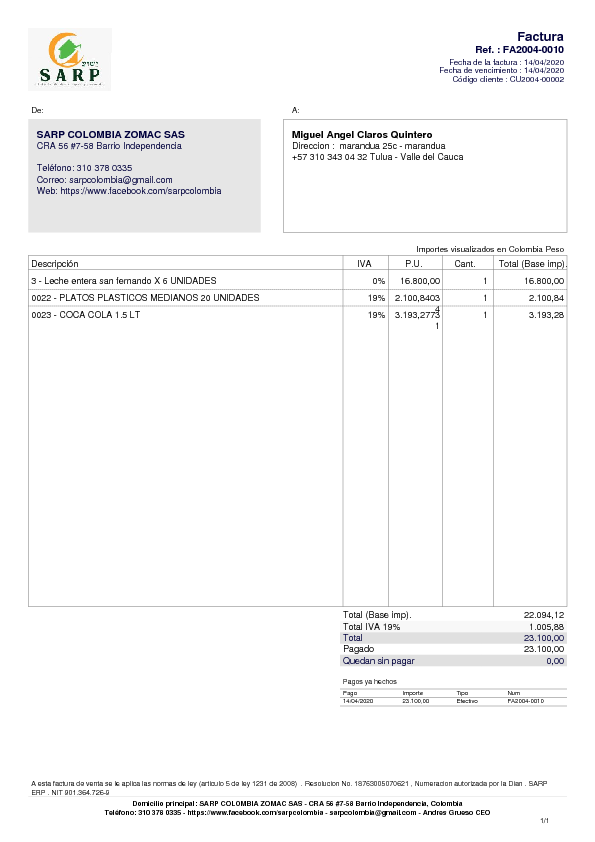 SARP
Factura
Ref. : FA2004-0010
Fecha de la factura : 14/04/2020
Fecha de vencimiento : 14/04/2020
Código cliente : CU2004-00002
De:
A:
SARP COLOMBIA ZOMAC SAS
CRA 56 #7-58 Barrio Independencia
Teléfono: 310 378 0335
Correo: sarpcolombia@gmail.com
Web: https://www.facebook.com/sarpcolombia
Miguel Angel Claros Quintero
Direccion : marandua 25c - marandua
+57 310 343 04 32 Tulua - Valle del Cauca
Importes visualizados en Colombia Peso
Descripción IVA P.U. Cant. Total (Base imp).
3 - Leche entera san fernando X 6 UNIDADES 0% 16.800,00 1 16.800,00
0022 - PLATOS PLASTICOS MEDIANOS 20 UNIDADES 19% 2.100,8403 1 2.100,84
4
0023 - COCA COLA 1.5 LT 19% 3.193,2773 1 3.193,28
1
Total (Base imp). 22.094,12
Total IVA 19% 1.005,88
Total 23.100,00
Pagado 23.100,00
Quedan sin pagar 0,00
Pagos ya hechos
Pago Importe Tipo Num
14/04/2020 23.100,00 Efectivo FA2004-0010
A esta factura de venta se le aplica las normas de ley (articulo 5 de ley 1231 de 2008) . Resolucion No. 18763005070621 , Numeracion autorizada por la Dian . SARP
ERP . NIT 901.364.726-9
Domicilio principal: SARP COLOMBIA ZOMAC SAS - CRA 56 #7-58 Barrio Independencia, Colombia
Teléfono: 310 378 0335 - https://www.facebook.com/sarpcolombia - sarpcolombia@gmail.com - Andres Grueso CEO
1/1